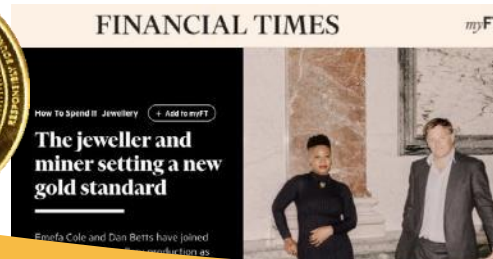 FINANCIAL TIMES
myF
How To Spend It Jewellery
+ Add to myFT
The jeweller and
miner setting a new
gold standard
Emefa Cole and Dan Betts have joined
production as